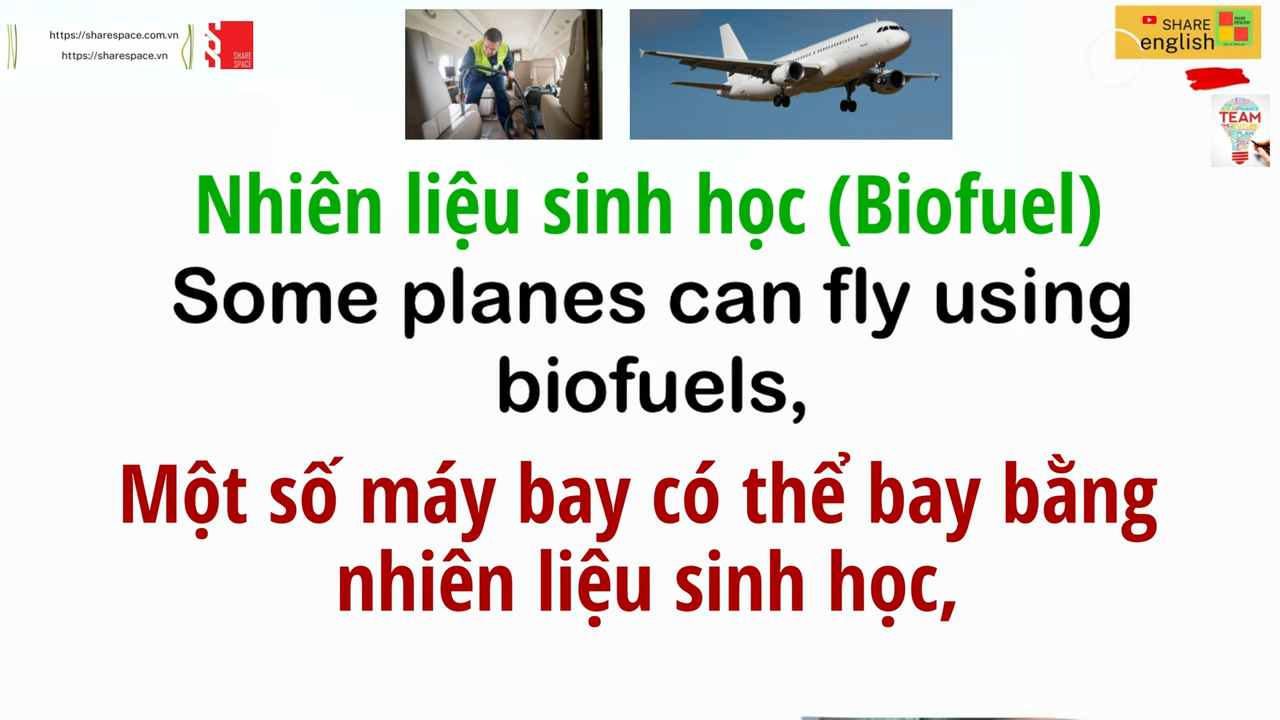 https://sharespace.com.vn
https://sharespace.vn
SHARE
SPACE
SHARE
english
TEAM
Nhiên liệu sinh học (Biofuel)
Some planes can fly using
biofuels,
Một số máy bay có thể bay bằng
nhiên liệu sinh học,